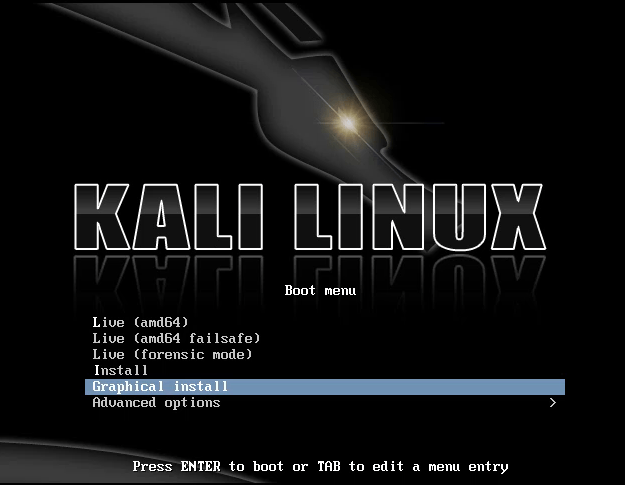 KALI LINUX
Boot menu
Live (amd64)
Live (amd64 failsafe)
Live (forensic mode)
Install
Graphical install
Advanced options >
Press ENTER to boot or TAB to edit a menu entry